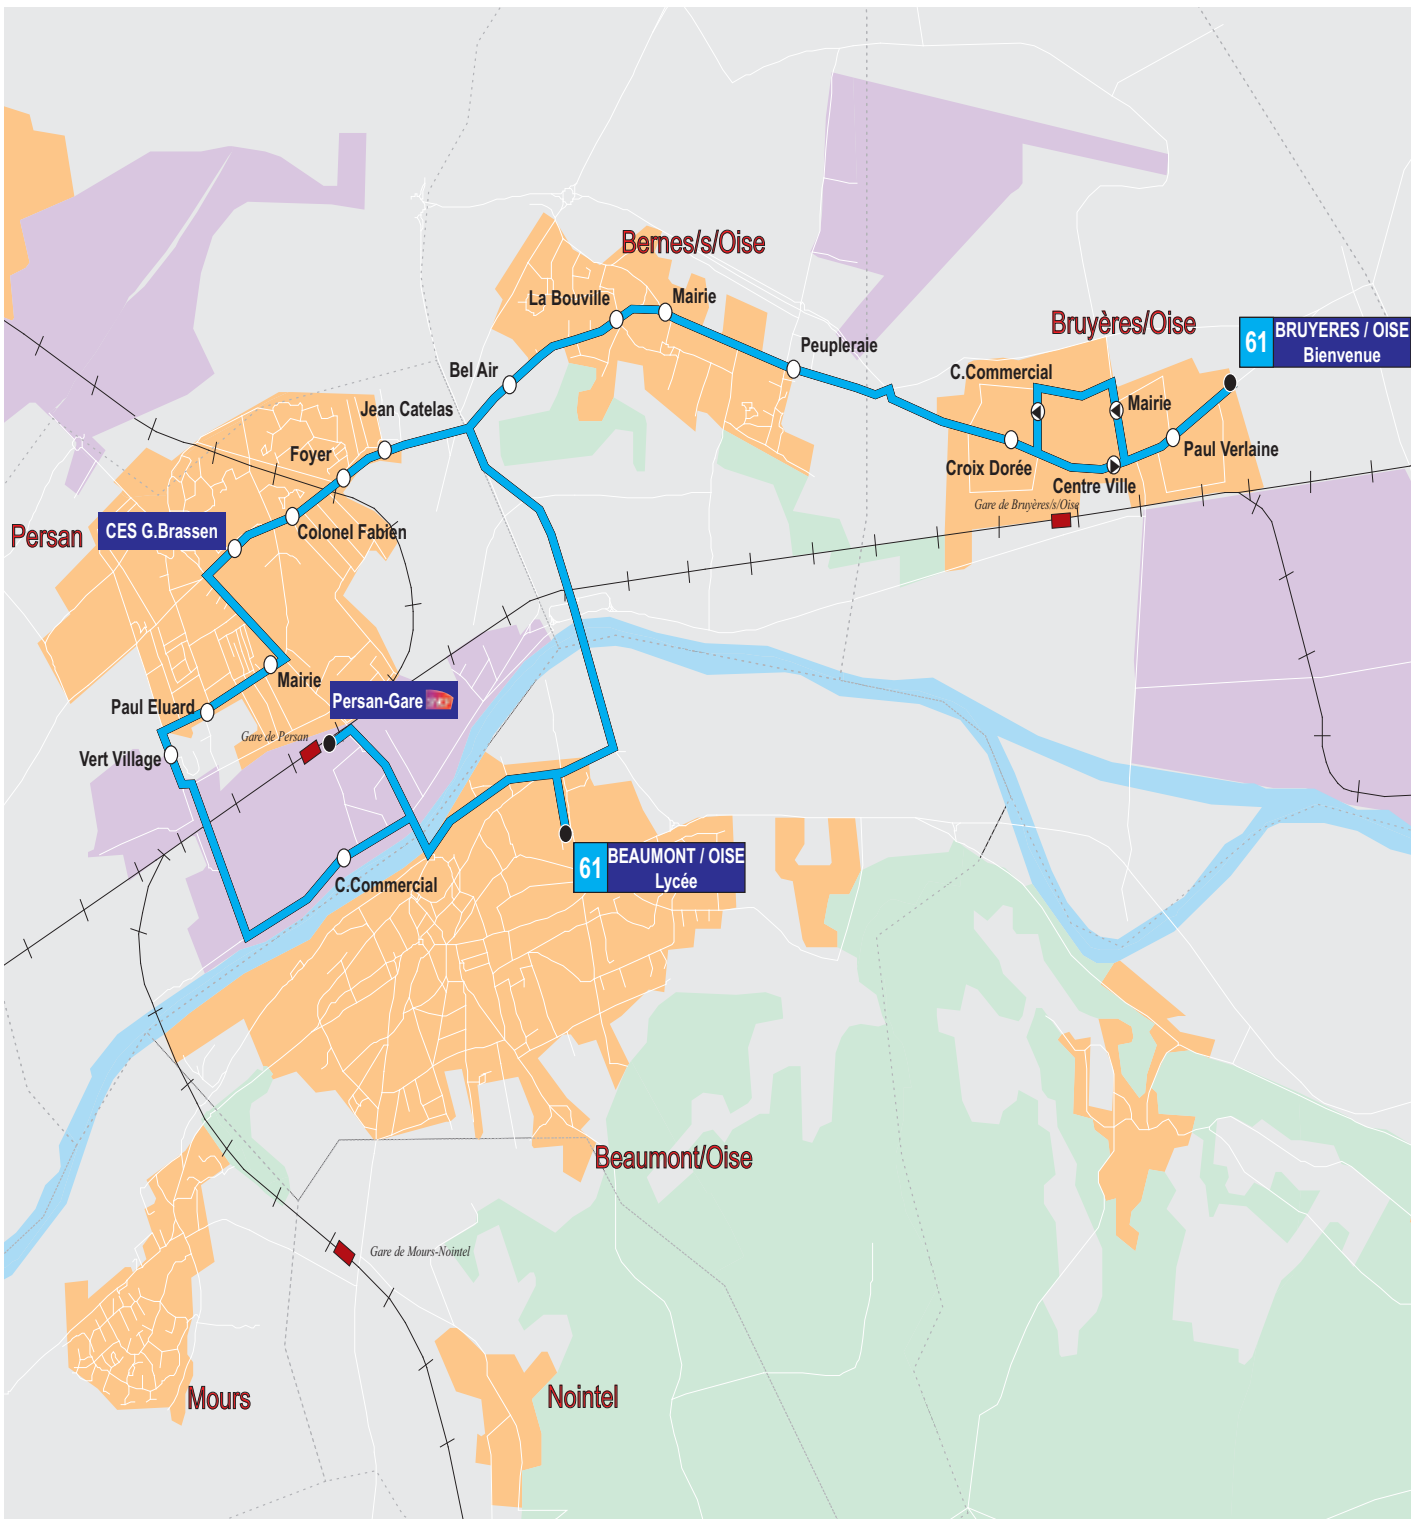 Bernes/s/Oise
La Bouville
Mairie
Bruyères/Oise
61
BRUYERES / OISE
Bienvenue
Peupleraie
Bel Air
C.Commercial
Jean Catelas
Mairie
Foyer
Croix Dorée
Paul Verlaine
Centre Ville
Gare de Bruyères/s/Oise
Persan
CES G.Brassen
Colonel Fabien
Mairie
Persan-Gare
Paul Eluard
Gare de Persan
Vert Village
61
BEAUMONT / OISE
Lycée
C.Commercial
Beaumont/Oise
Gare de Mours-Nointel
Mours
Nointel